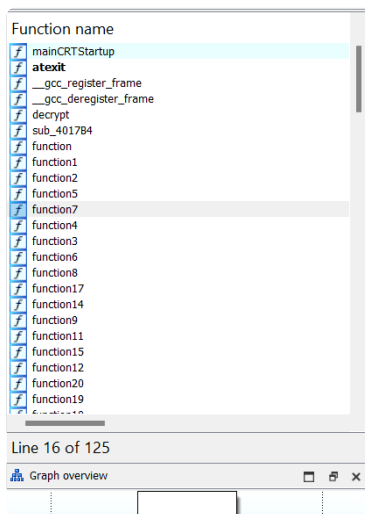 Function name
mainCRTStartup
atexit
__gcc_register_frame
__gcc_deregister_frame
decrypt
sub_4017B4
function
function1
function2
function5
function7
function4
function3
function6
function8
function17
function14
function9
function11
function15
function12
function20
function19
Line 16 of 125
Graph overview